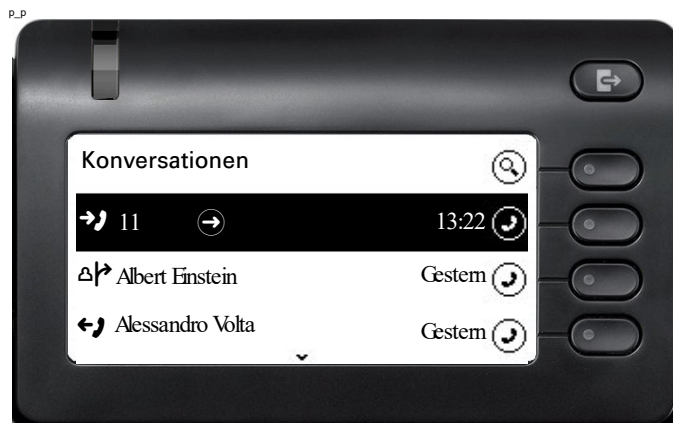 p_p
Konversationen
11 13:22
Albert Einstein Gestern
Alessandro Volta Gestern